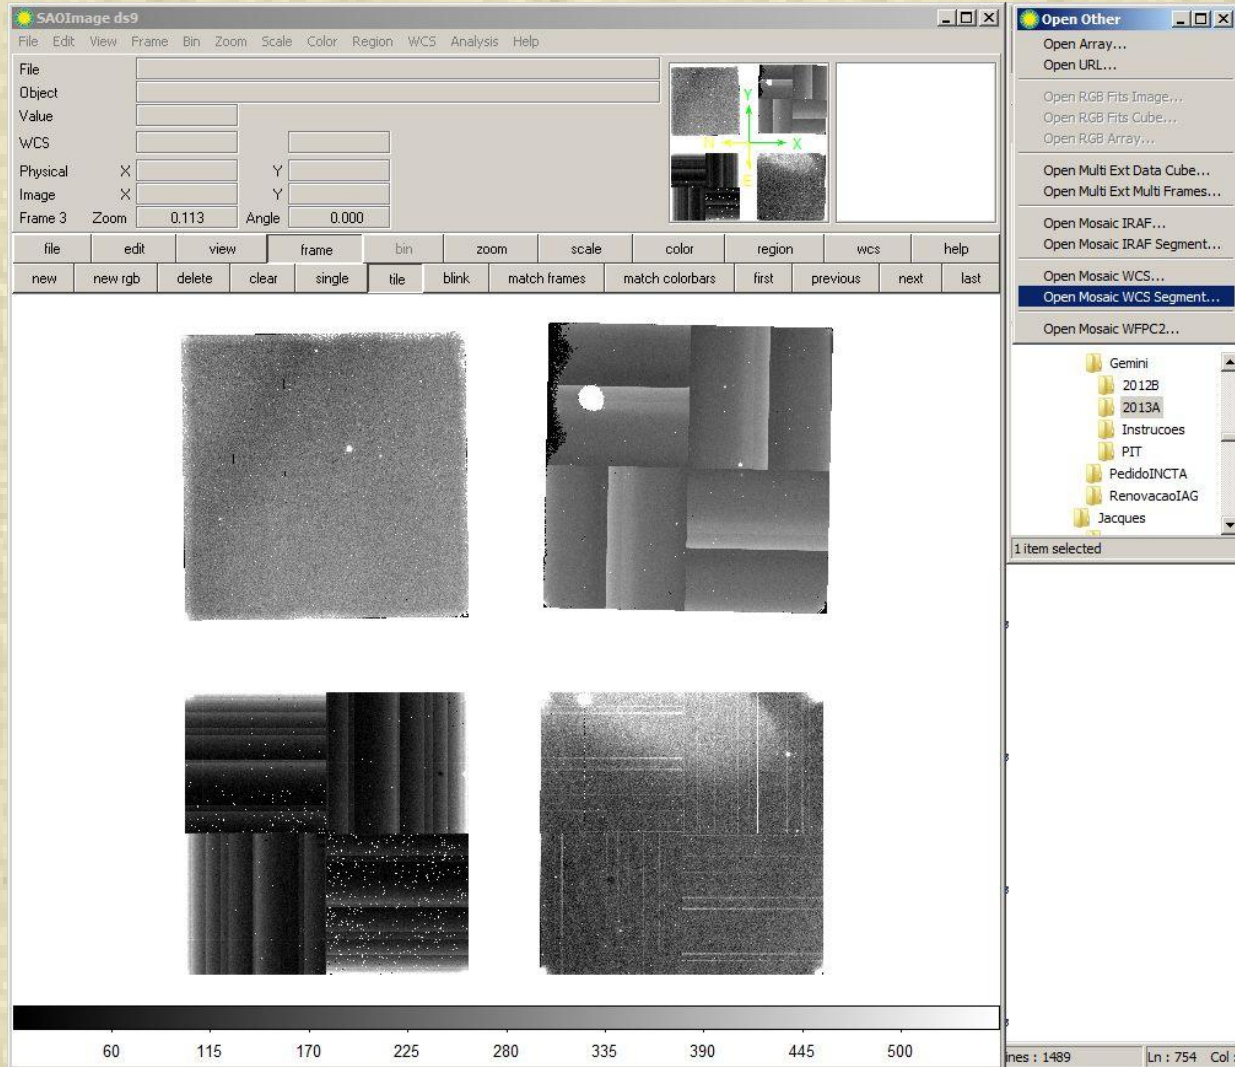 SAOImage ds9
File Edit View Frame Bin Zoom Scale Color Region WCS Analysis Help
File
Object
Value
WCS
Physical X Y
Image X Y
Frame 3 Zoom 0.113 Angle 0.000
Y
X
N
E
file edit view frame bin zoom scale color region wcs help
new new rgb delete clear single tile blink match frames match colorbars first previous next last
60 115 170 225 280 335 390 445 500
Open Other
Open Array...
Open URL...
Open RGB Fits Image...
Open RGB Fits Cube...
Open RGB Array...
Open Multi Ext Data Cube...
Open Multi Ext Multi Frames...
Open Mosaic IRAF...
Open Mosaic IRAF Segment...
Open Mosaic WCS...
Open Mosaic WCS Segment...
Open Mosaic WFPC2...
Gemini
2012B
2013A
Instrucoes
PIT
PedidoINCTA
RenovacaoIAG
Jacques
1 item selected
nes : 1489 Ln : 754 Col :